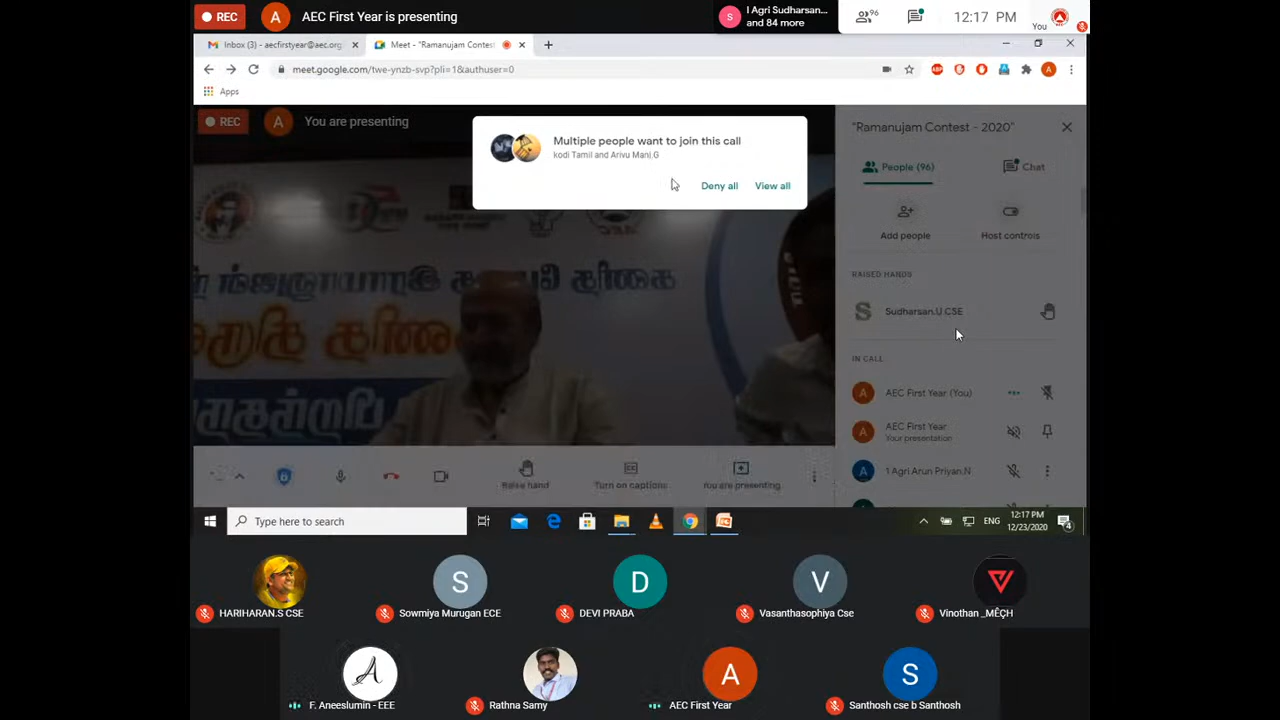 REC
AEC First Year is presenting
I Agri Sudharsan...
and 84 more
96
12:17 PM
You
Inbox (3) - aecfirstyear@aec.org.
Meet - "Ramanujam Contest
meet.google.com/twe-ynzb-svp?pli=1&authuser=0
ABP
A
Apps
REC
A
You are presenting
Multiple people want to join this call
kodi Tamil and Arivu Mani.G
Deny all
View all
"Ramanujam Contest - 2020"
People (96)
Chat
Add people
Host controls
RAISED HANDS
S
Sudharsan.U CSE
IN CALL
A
AEC First Year (You)
A
AEC First Year
Your presentation
A
1 Agri Arun Priyan.N
Raise hand
Turn on captions
You are presenting
Type here to search
ENG
12:17 PM
12/23/2020
4
HARIHARAN.S CSE
S
Sowmiya Murugan ECE
D
DEVI PRABA
V
Vasanthasophiya Cse
Vinothan _MÊÇH
A
F. Aneeslumin - EEE
Rathna Samy
A
AEC First Year
S
Santhosh cse b Santhosh